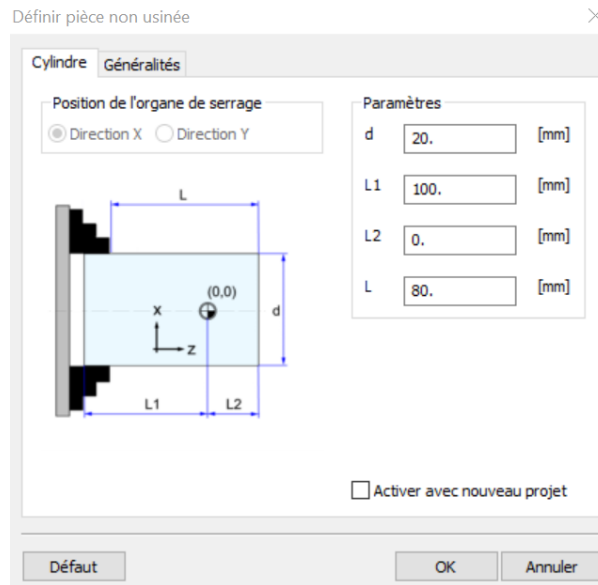 Définir pièce non usinée
Cylindre Généralités
Position de l'organe de serrage
Direction X Direction Y
Paramètres
d 20. [mm]
L1 100. [mm]
L2 0. [mm]
L 80. [mm]
L
(0,0)
X
d
Z
L1 L2
Activer avec nouveau projet
Défaut OK Annuler